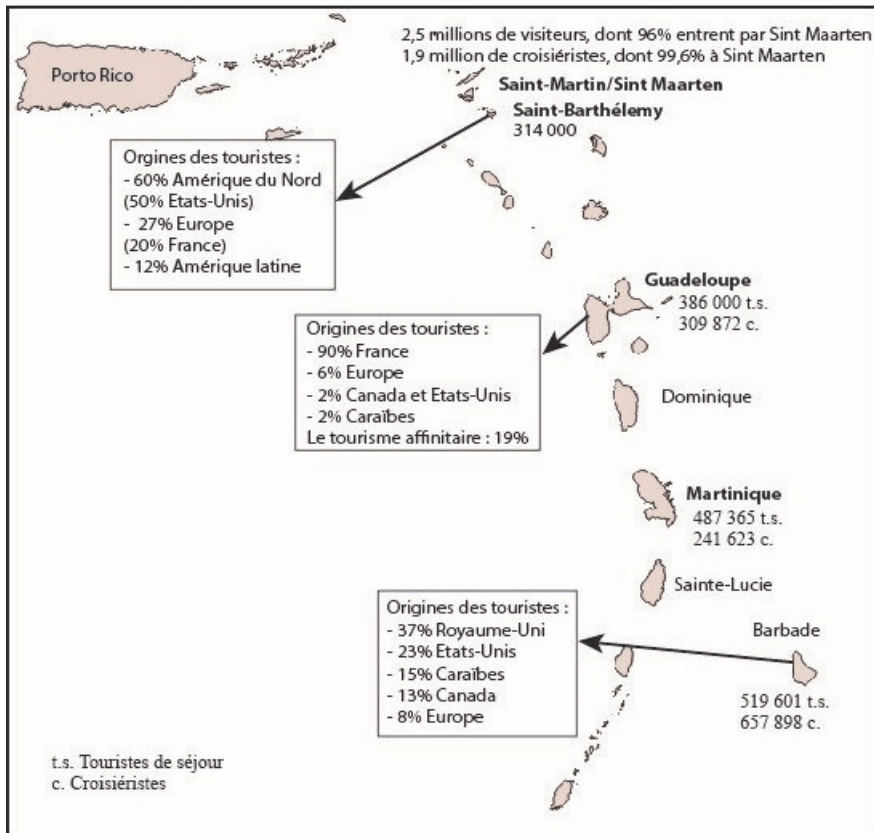 2,5 millions de visiteurs, dont 96% entrent par Sint Maarten
1,9 million de croisiéristes, dont 99,6% à Sint Maarten
Porto Rico
Saint-Martin/Sint Maarten
Saint-Barthélemy
314 000
Orgines des touristes :
- 60% Amérique du Nord
(50% Etats-Unis)
- 27% Europe
(20% France)
- 12% Amérique latine
Guadeloupe
386 000 t.s.
309 872 c.
Origines des touristes :
- 90% France
- 6% Europe
- 2% Canada et Etats-Unis
- 2% Caraïbes
Le tourisme affinitaire : 19%
Dominique
Martinique
487 365 t.s.
241 623 c.
Sainte-Lucie
Origines des touristes :
- 37% Royaume-Uni
- 23% Etats-Unis
- 15% Caraïbes
- 13% Canada
- 8% Europe
Barbade
519 601 t.s.
657 898 c.
t.s. Touristes de séjour
c. Croisiéristes